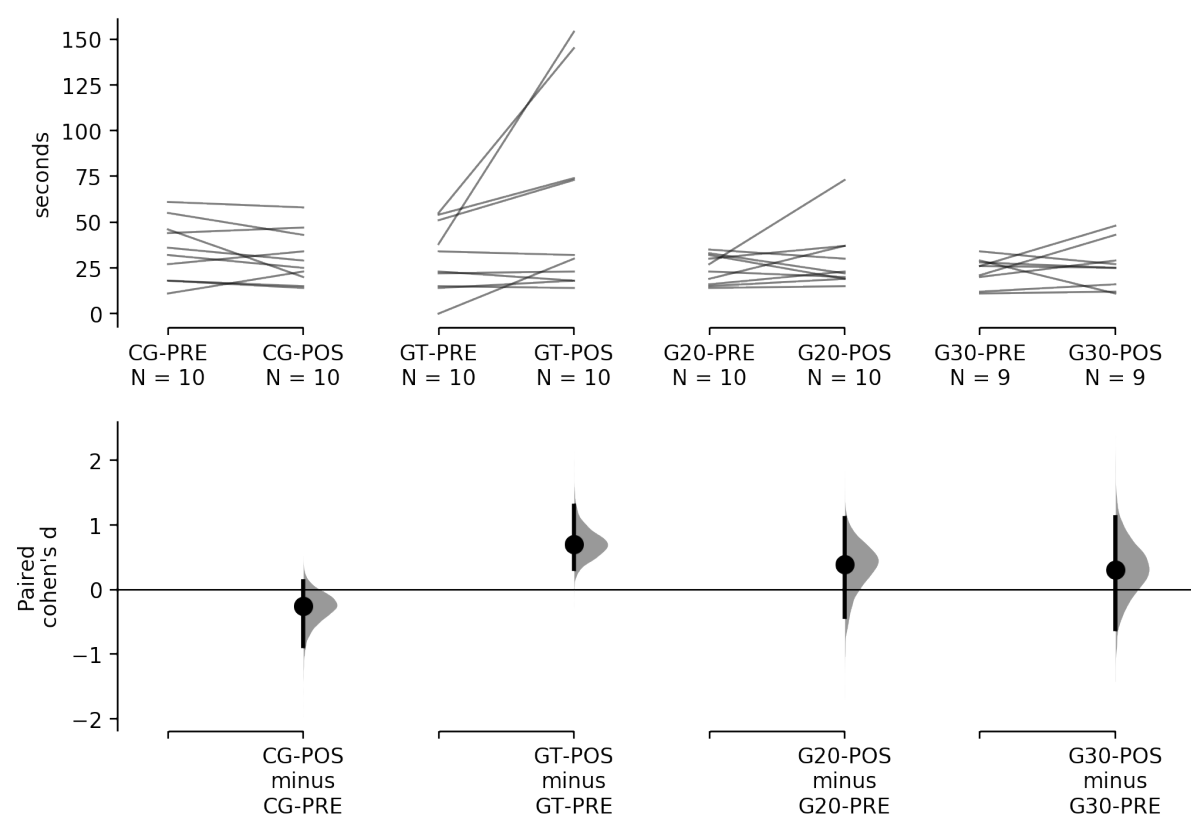 150
125
100
75
50
25
0
seconds
CG-PRE CG-POS GT-PRE GT-POS G20-PRE G20-POS G30-PRE G30-POS
N = 10 N = 10 N = 10 N = 10 N = 10 N = 10 N = 9 N = 9
2
1
0
−1
−2
Paired
cohen's d
CG-POS GT-POS G20-POS G30-POS
minus minus minus minus
CG-PRE GT-PRE G20-PRE G30-PRE